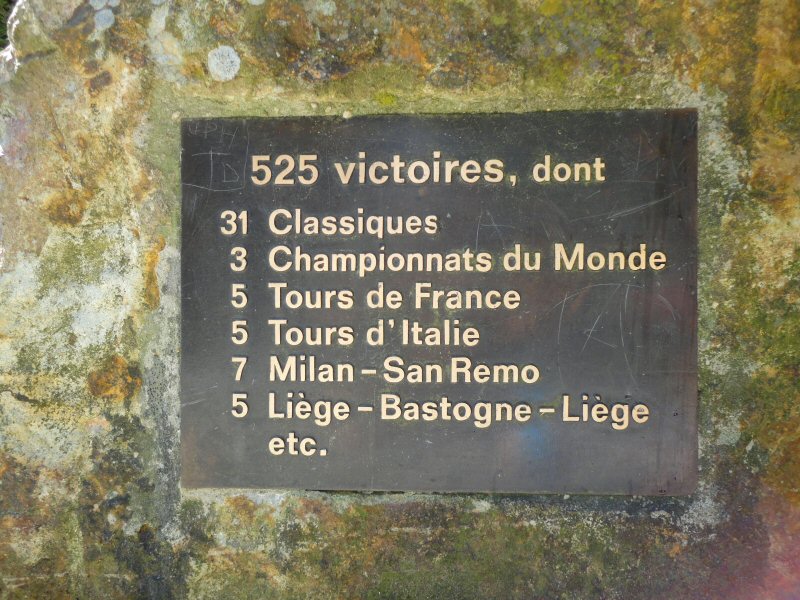 525 victoires, dont
31 Classiques
3 Championnats du Monde
5 Tours de France
5 Tours d'Italie
7 Milan – San Remo
5 Liège – Bastogne – Liège
etc.